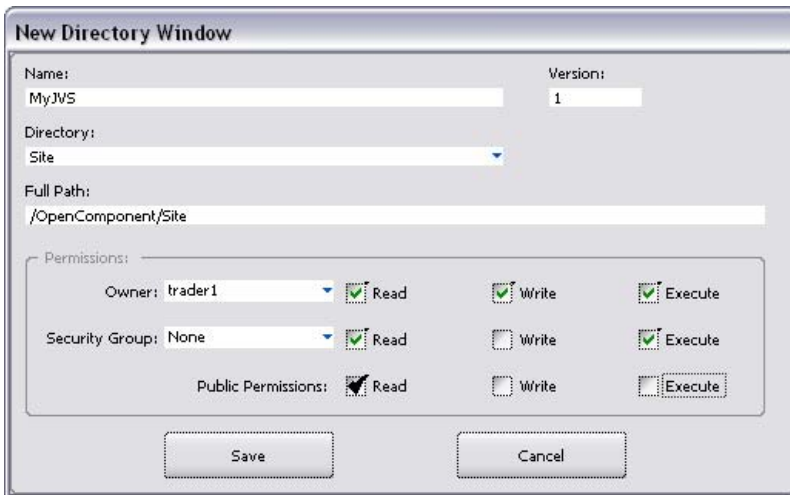 New Directory Window
Name: Version:
MyJVS 1
Directory:
Site
Full Path:
/OpenComponent/Site
Permissions:
Owner: trader1 Read Write Execute
Security Group: None Read Write Execute
Public Permissions: Read Write Execute
Save Cancel